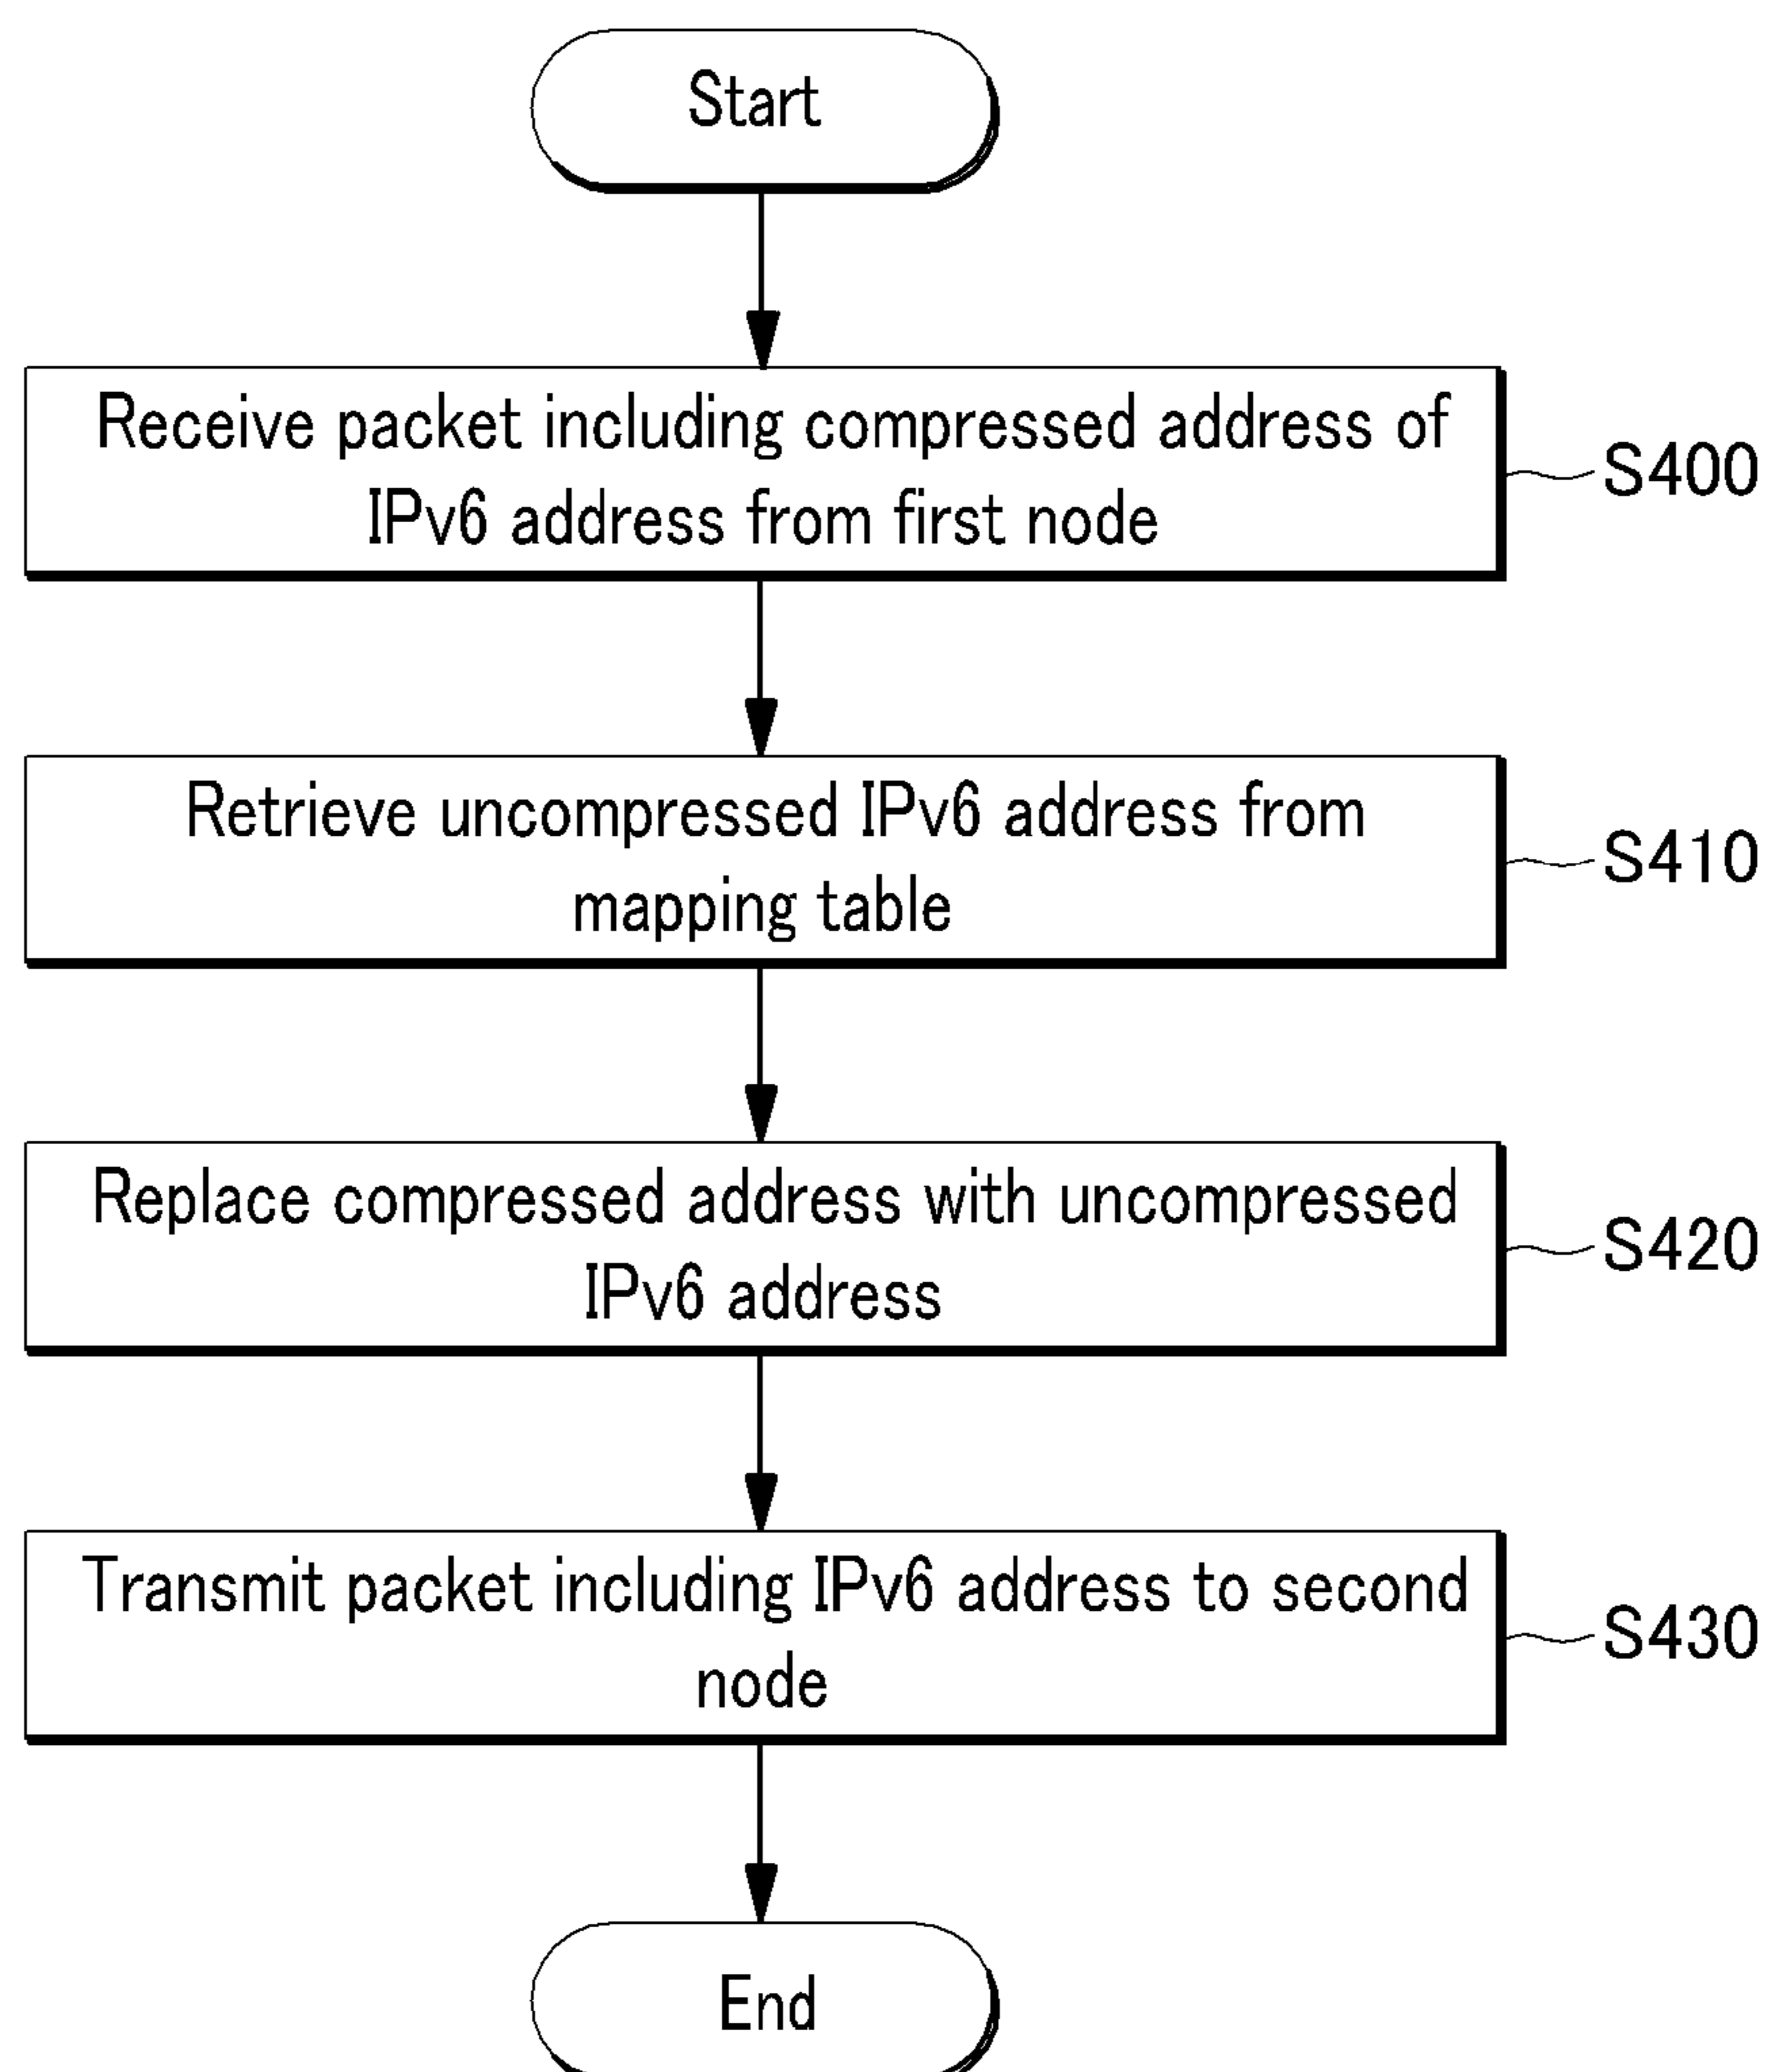 Start
Receive packet including compressed address of
IPv6 address from first node
S400
Retrieve uncompressed IPv6 address from
mapping table
S410
Replace compressed address with uncompressed
IPv6 address
S420
Transmit packet including IPv6 address to second
node
S430
End